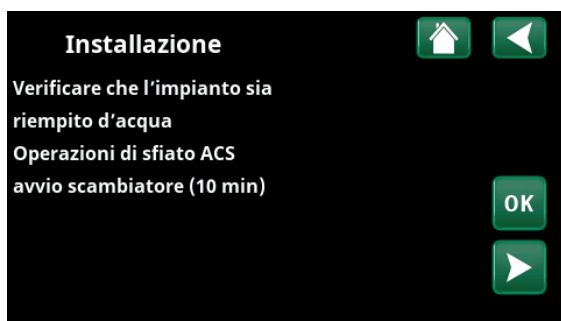 Installazione
Verificare che l’impianto sia
riempito d’acqua
Operazioni di sfiato ACS
avvio scambiatore (10 min)
OK